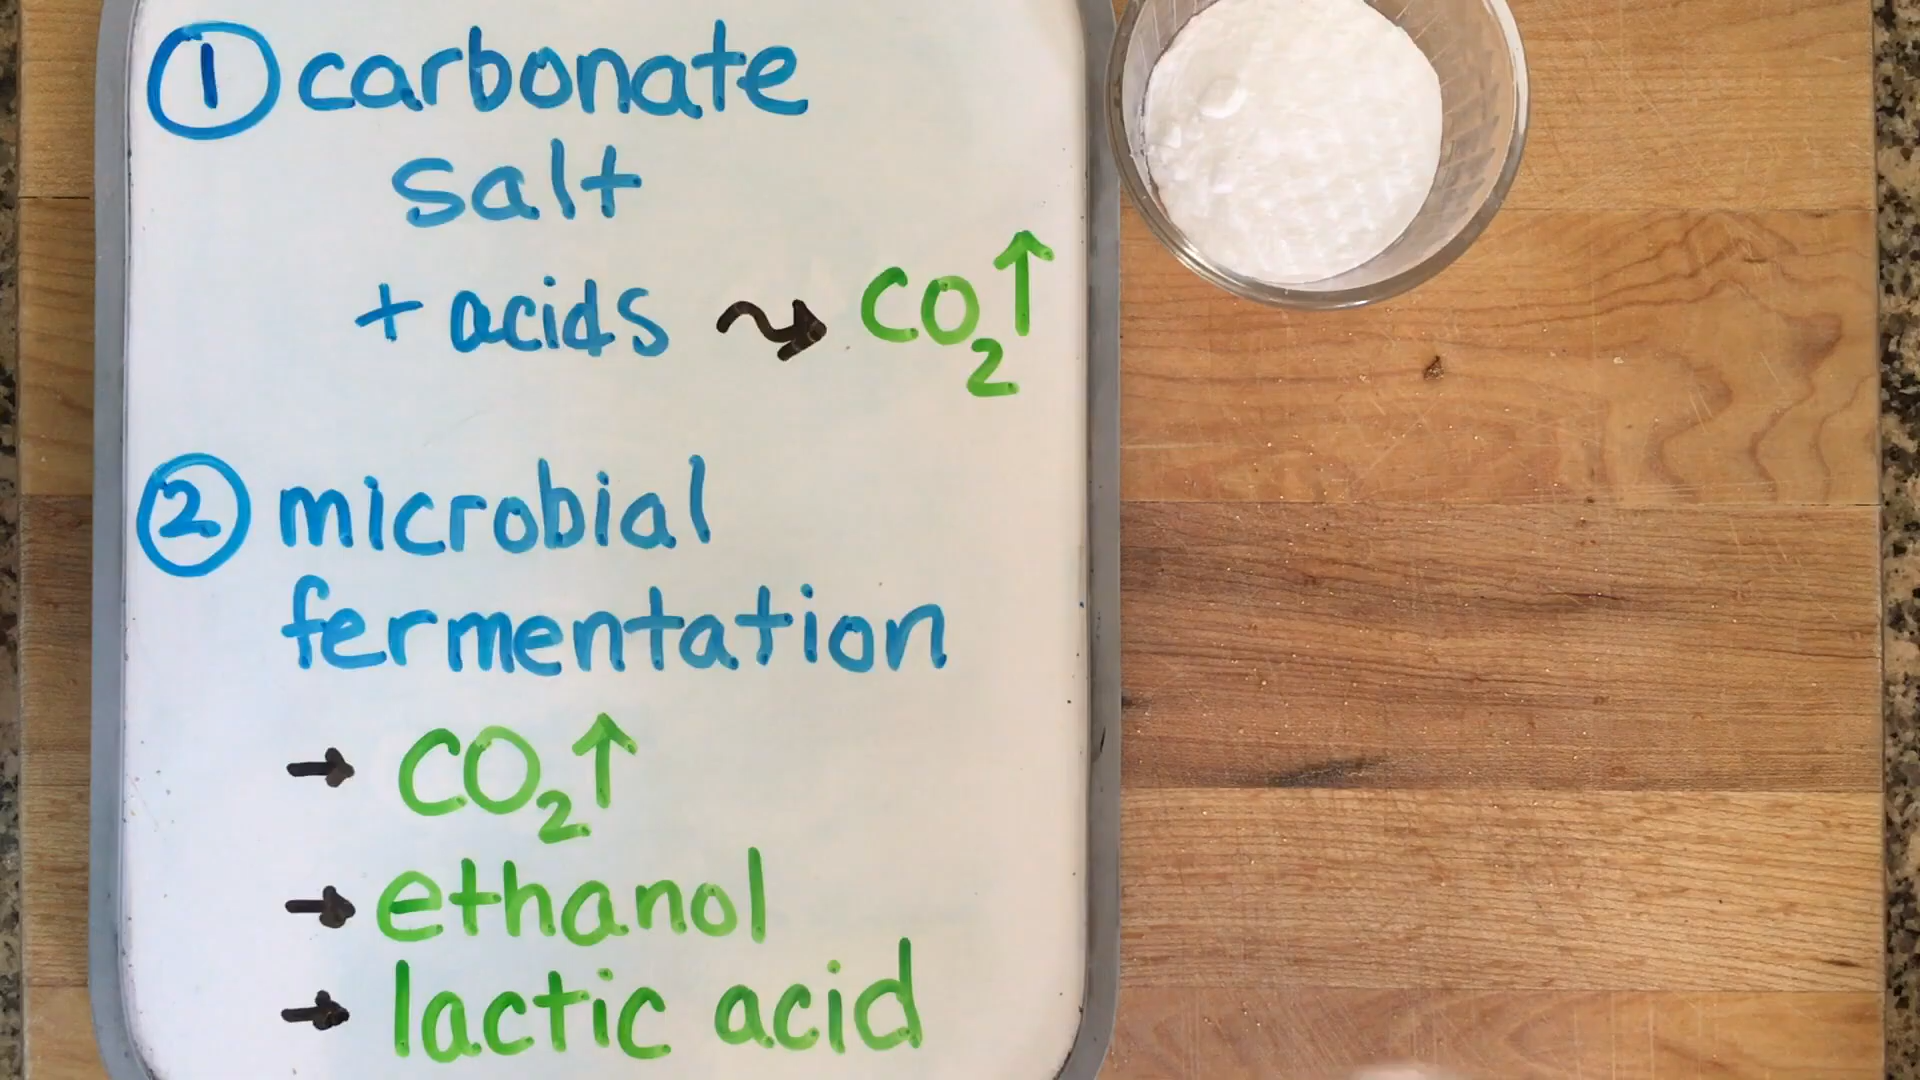 ① carbonate
salt
+ acids ⤳ CO₂↑
② microbial
fermentation
→ CO₂↑
→ ethanol
→ lactic acid